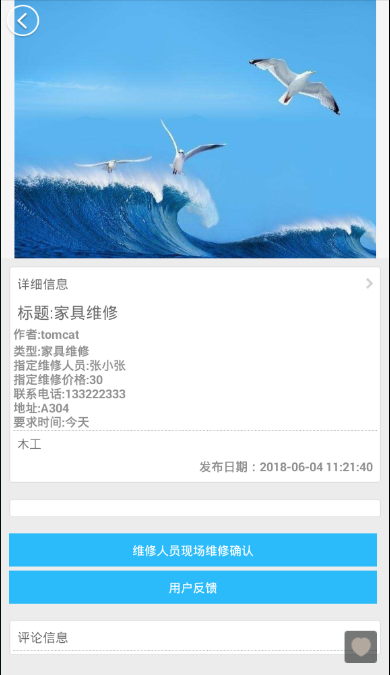 详细信息
标题:家具维修
作者:tomcat
类型:家具维修
指定维修人员:张小张
指定维修价格:30
联系电话:133222333
地址:A304
要求时间:今天
木工
发布日期：2018-06-04 11:21:40
维修人员现场维修确认
用户反馈
评论信息